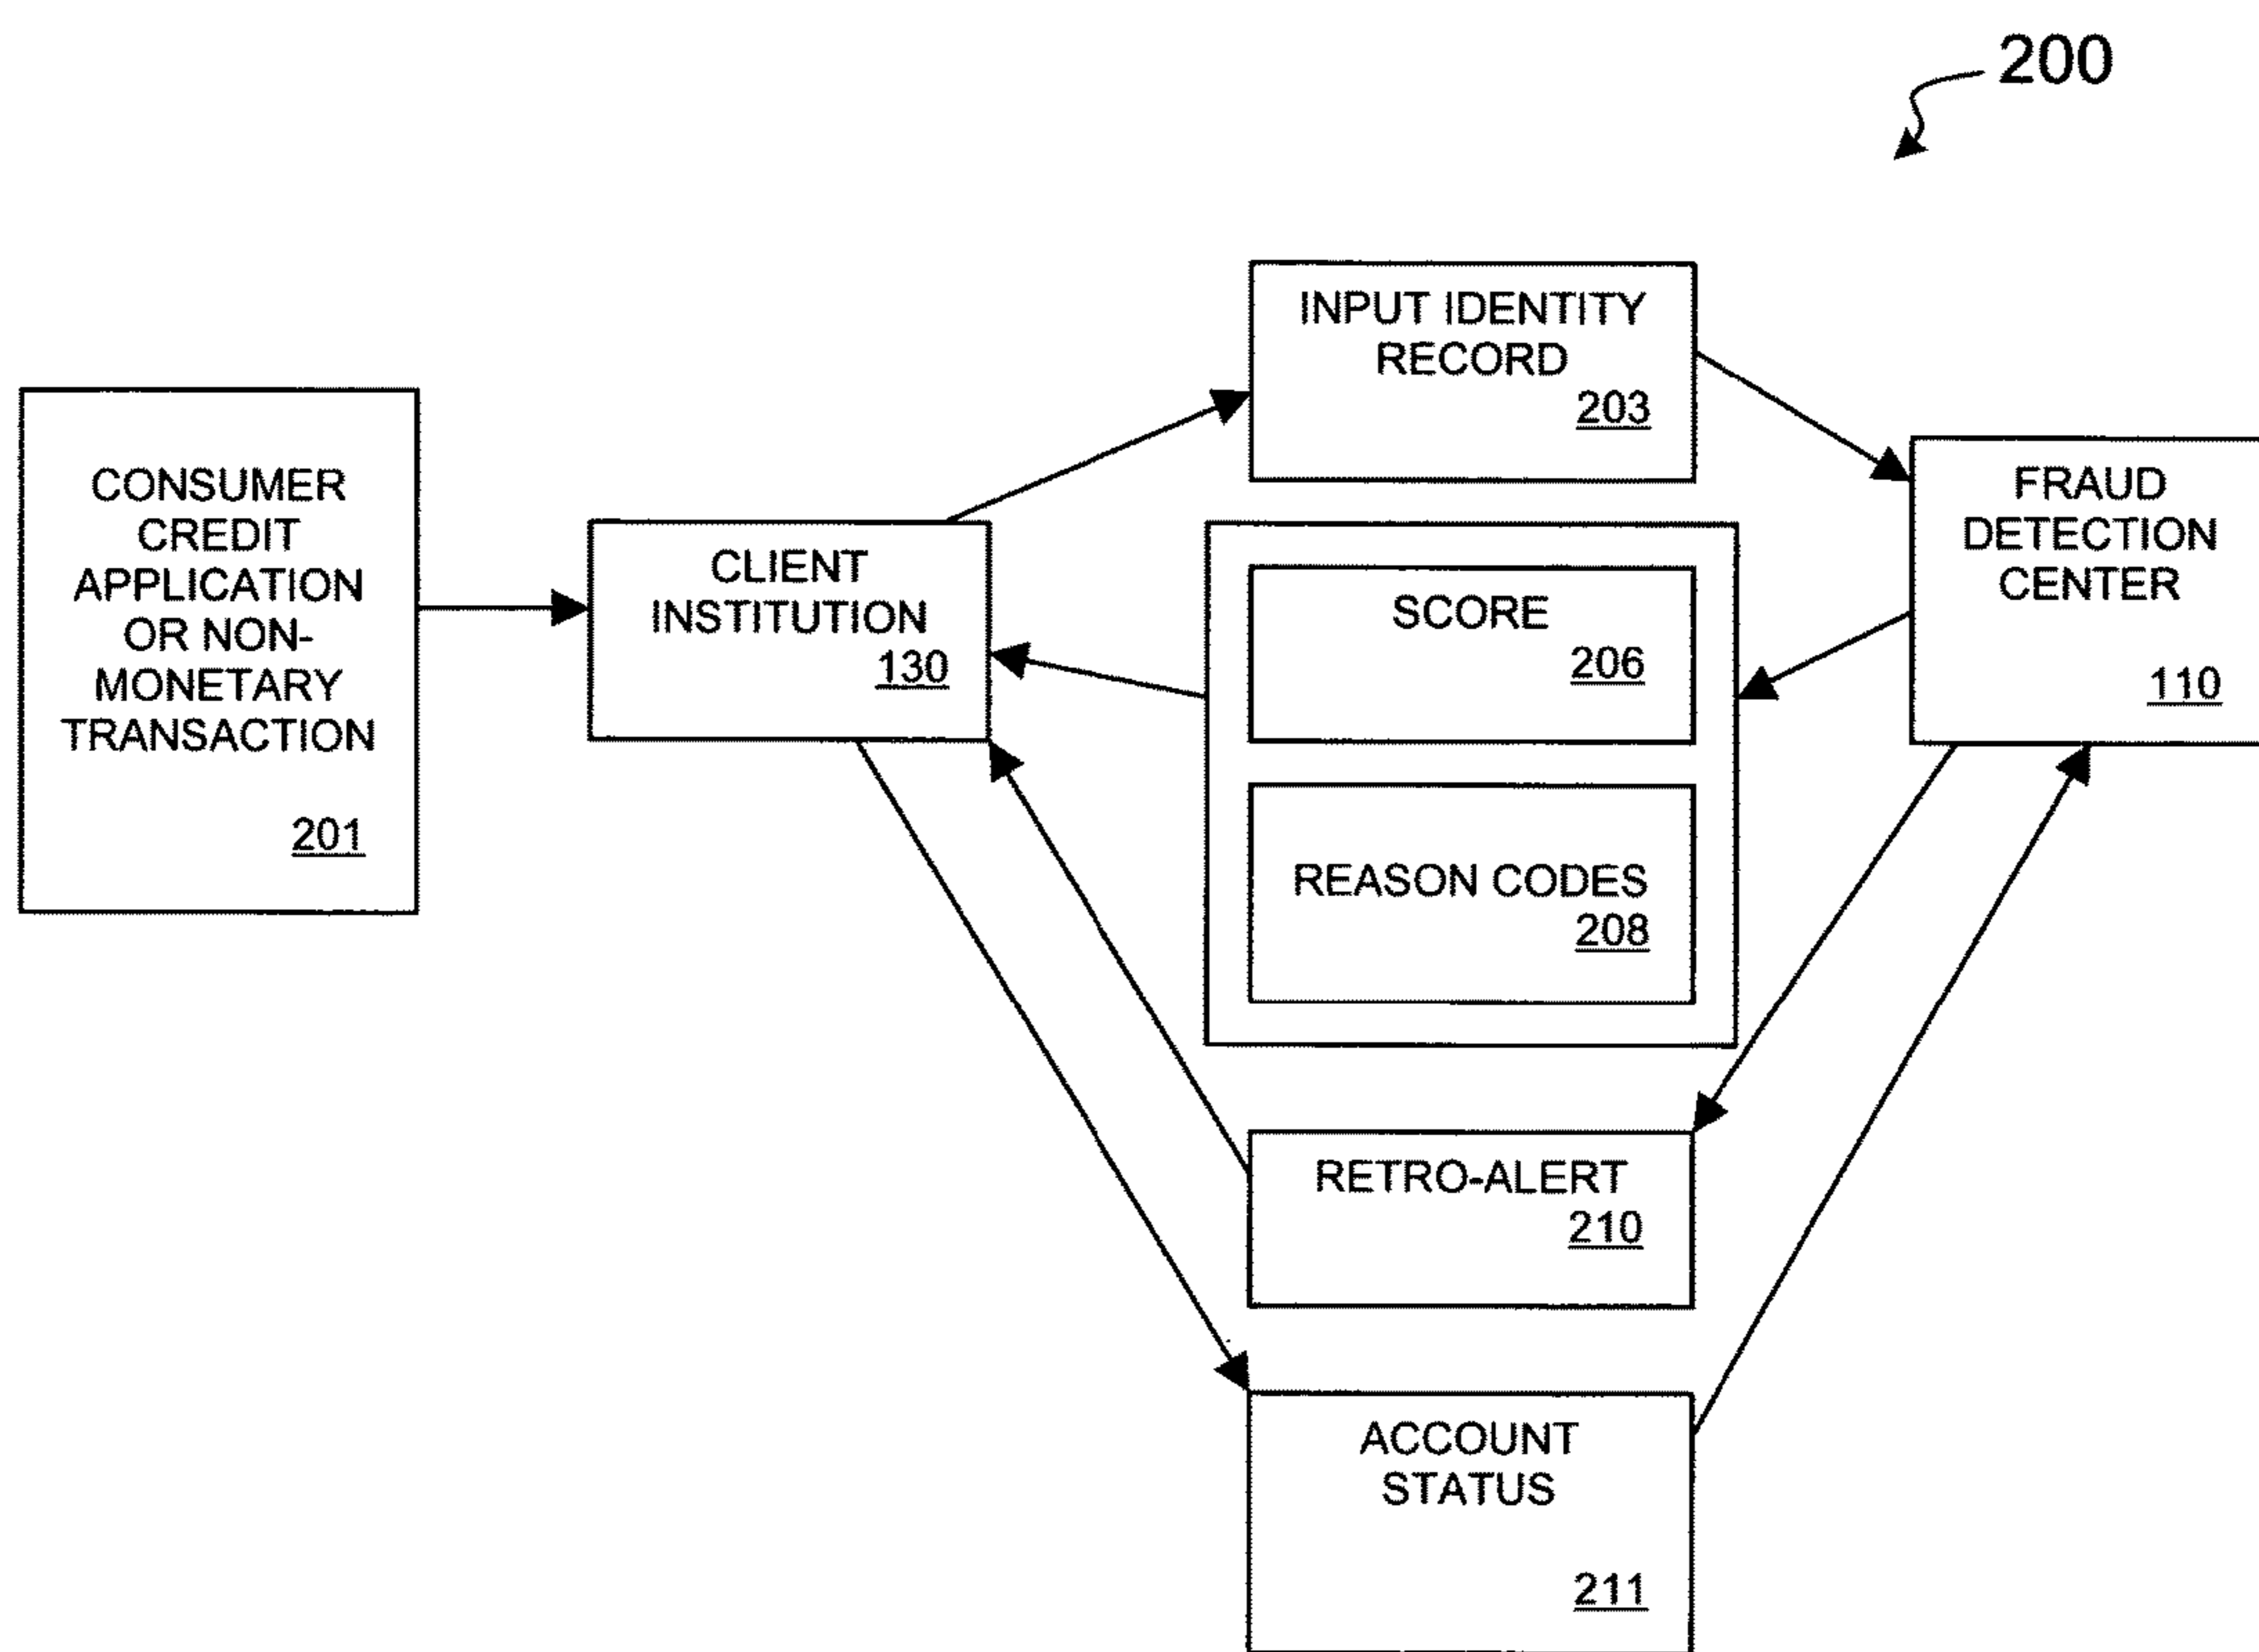 200
CONSUMER
CREDIT
APPLICATION
OR NON-
MONETARY
TRANSACTION
201
CLIENT
INSTITUTION
130
INPUT IDENTITY
RECORD
203
SCORE
206
REASON CODES
208
RETRO-ALERT
210
ACCOUNT
STATUS
211
FRAUD
DETECTION
CENTER
110